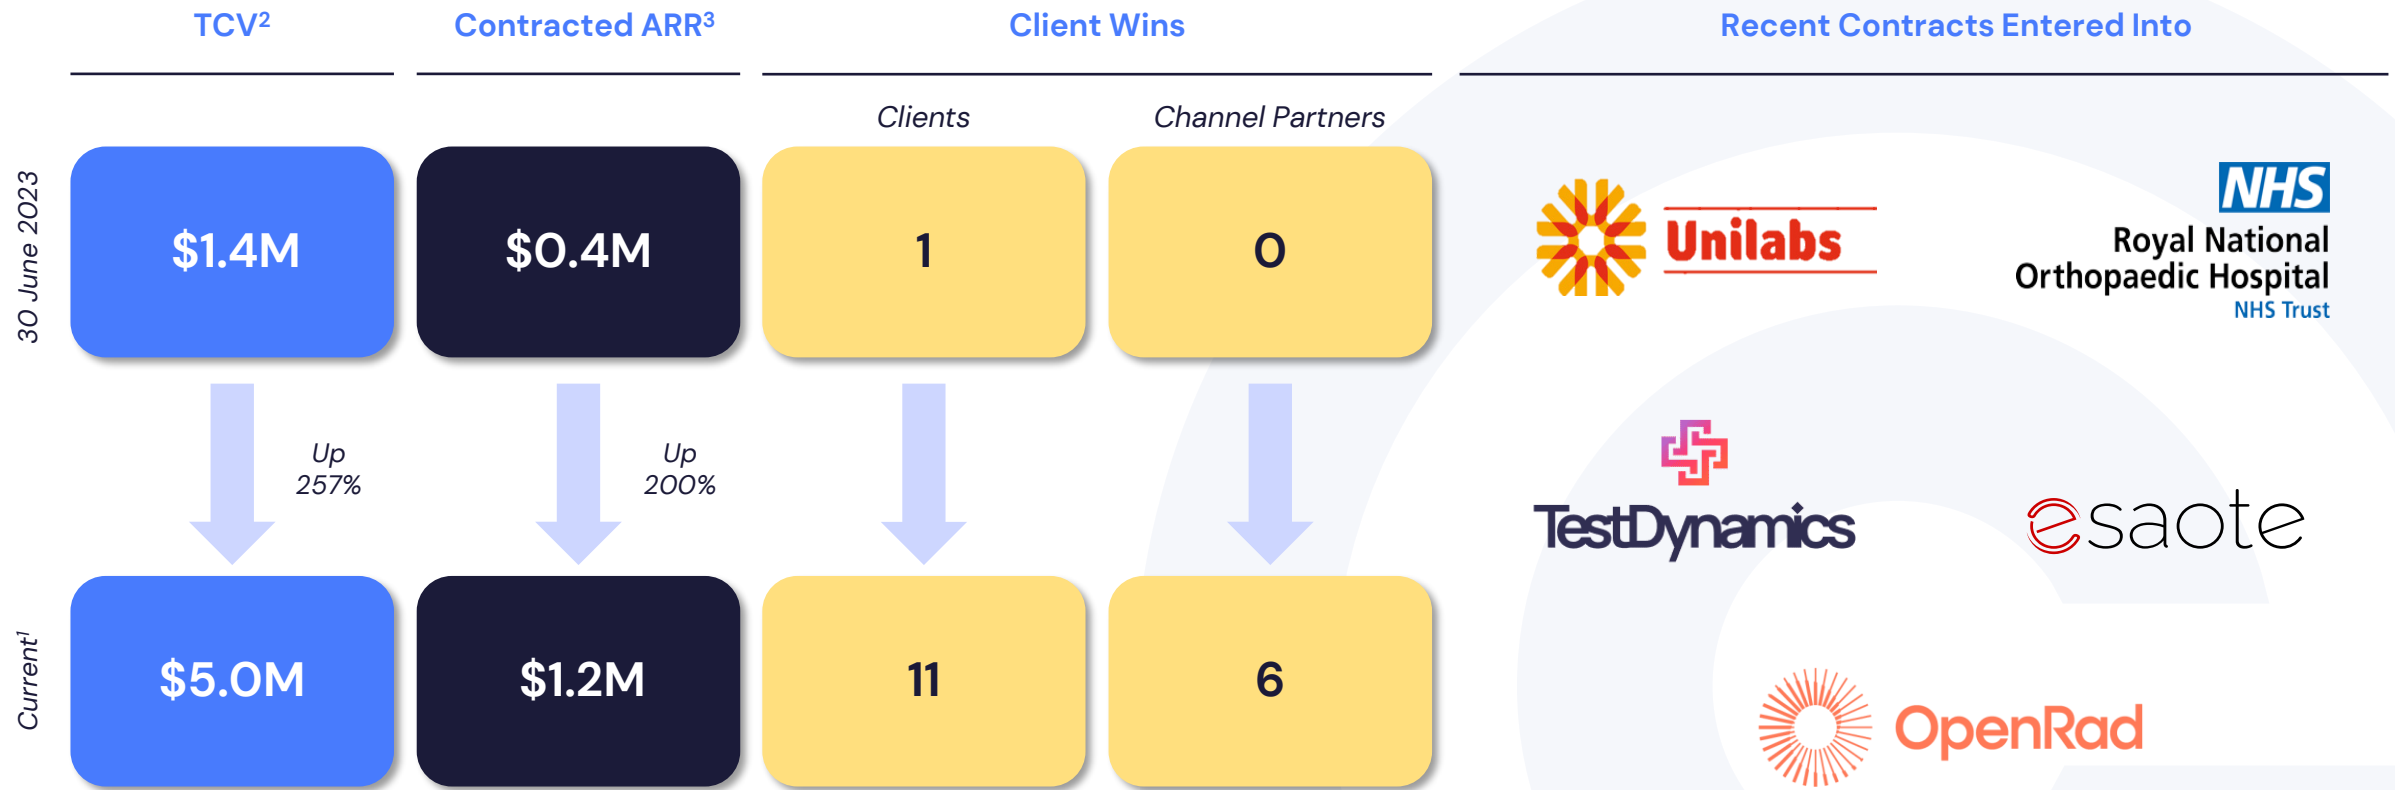 TCV²
Contracted ARR³
Client Wins
Recent Contracts Entered Into
Clients
Channel Partners
30 June 2023
$1.4M
$0.4M
1
0
Unilabs
NHS
Royal National
Orthopaedic Hospital
NHS Trust
Up
257%
Up
200%
TestDynamics
esaote
Current¹
$5.0M
$1.2M
11
6
OpenRad